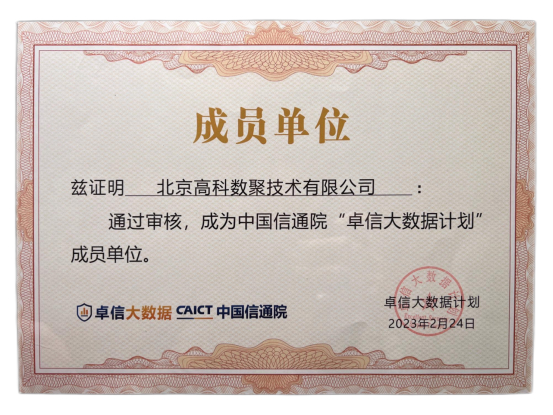 成员单位
兹证明 北京高科数聚技术有限公司 ：
通过审核，成为中国信通院“卓信大数据计划”
成员单位。
卓信大数据 CAICT 中国信通院
卓信大数据计划
2023年2月24日